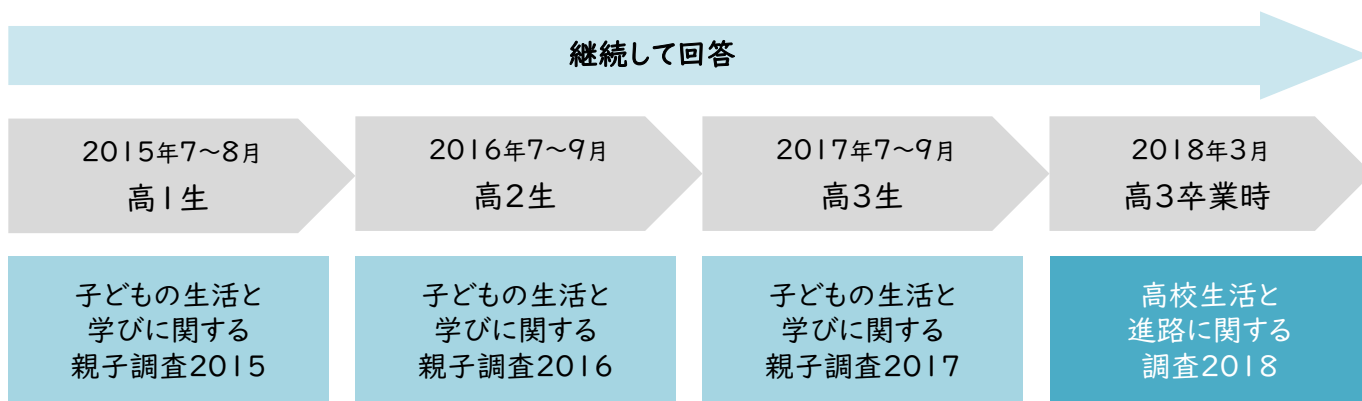 継続して回答
2015年7～8月
高1生
2016年7～9月
高2生
2017年7～9月
高3生
2018年3月
高3卒業時
子どもの生活と
学びに関する
親子調査2015
子どもの生活と
学びに関する
親子調査2016
子どもの生活と
学びに関する
親子調査2017
高校生活と
進路に関する
調査2018